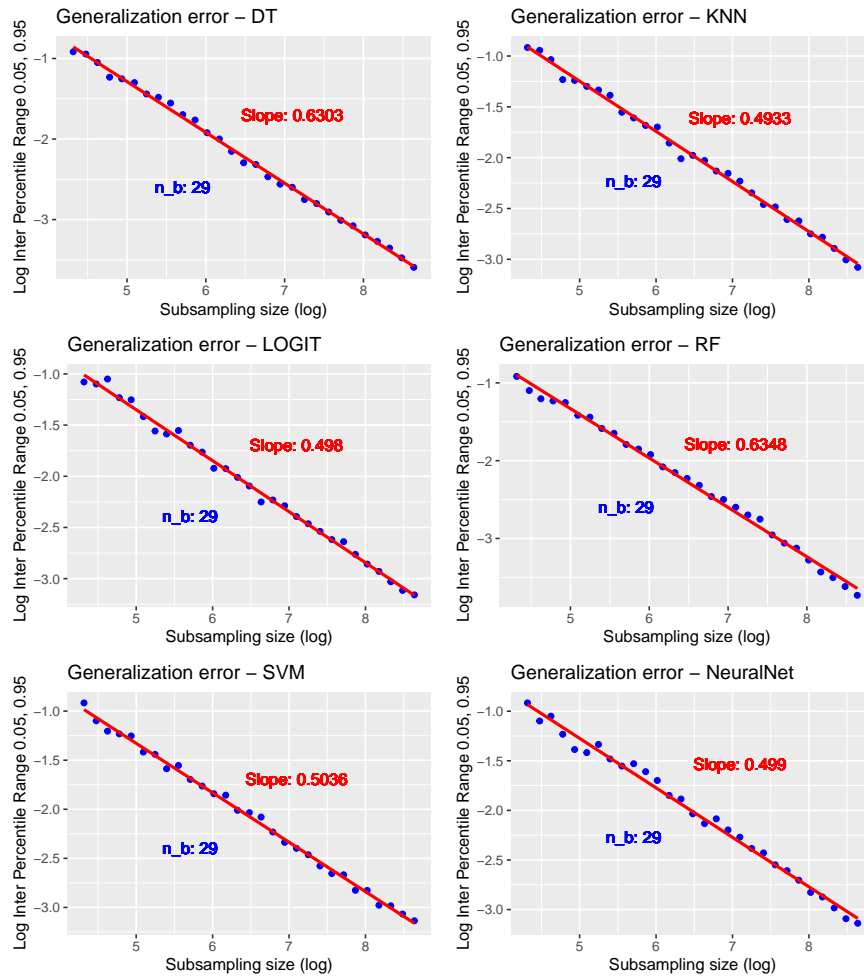 Generalization error – DT
Log Inter Percentile Range 0.05, 0.95
−1
−2
−3
Slope: 0.6303
n_b: 29
5
6
7
8
Subsampling size (log)
Generalization error – KNN
Log Inter Percentile Range 0.05, 0.95
−1.0
−1.5
−2.0
−2.5
−3.0
Slope: 0.4933
n_b: 29
5
6
7
8
Subsampling size (log)
Generalization error – LOGIT
Log Inter Percentile Range 0.05, 0.95
−1.0
−1.5
−2.0
−2.5
−3.0
Slope: 0.498
n_b: 29
5
6
7
8
Subsampling size (log)
Generalization error – RF
Log Inter Percentile Range 0.05, 0.95
−1
−2
−3
Slope: 0.6348
n_b: 29
5
6
7
8
Subsampling size (log)
Generalization error – SVM
Log Inter Percentile Range 0.05, 0.95
−1.0
−1.5
−2.0
−2.5
−3.0
Slope: 0.5036
n_b: 29
5
6
7
8
Subsampling size (log)
Generalization error – NeuralNet
Log Inter Percentile Range 0.05, 0.95
−1.0
−1.5
−2.0
−2.5
−3.0
Slope: 0.499
n_b: 29
5
6
7
8
Subsampling size (log)